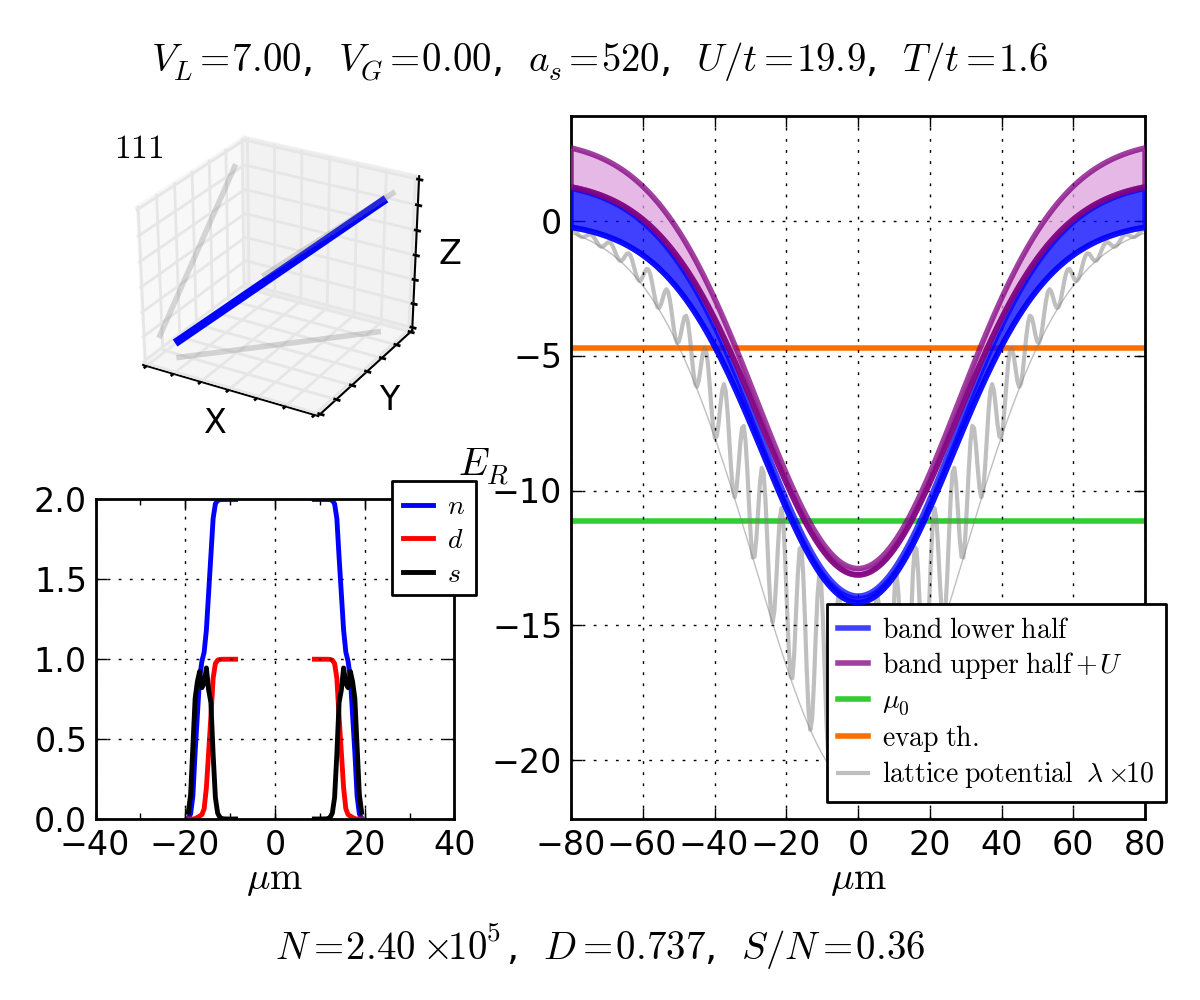 V_L=7.00, V_G=0.00, a_s=520, U/t=19.9, T/t=1.6
111
Z
Y
X
E_R
n
d
s
2.0
1.5
1.0
0.5
0.0
−40 −20 0 20 40
μm
0
−5
−10
−15
−20
band lower half
band upper half+U
μ_0
evap th.
lattice potential λ×10
−80 −60 −40 −20 0 20 40 60 80
μm
N=2.40×10^5, D=0.737, S/N=0.36